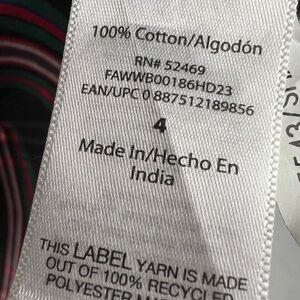 100% Cotton/Algodón
RN# 52469
FAWWB00186HD23
EAN/UPC 0 887512189856
4
Made In/Hecho En
India
THIS LABEL YARN IS MADE
OUT OF 100% RECYCLED
POLYESTER